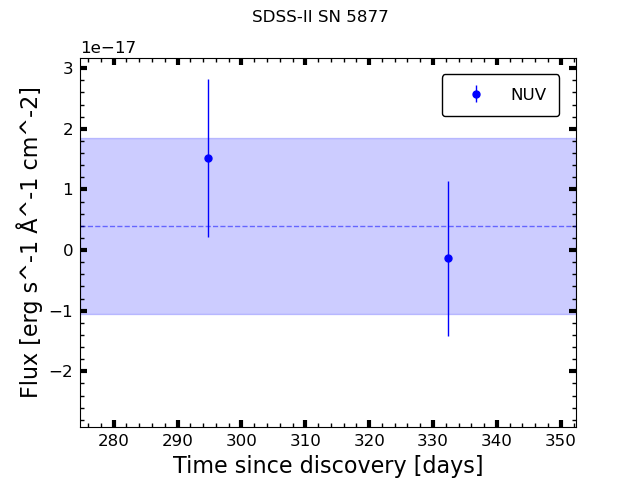 SDSS-II SN 5877
1e−17
3
2
1
0
−1
−2
Flux [erg s^-1 Å^-1 cm^-2]
NUV
280 290 300 310 320 330 340 350
Time since discovery [days]